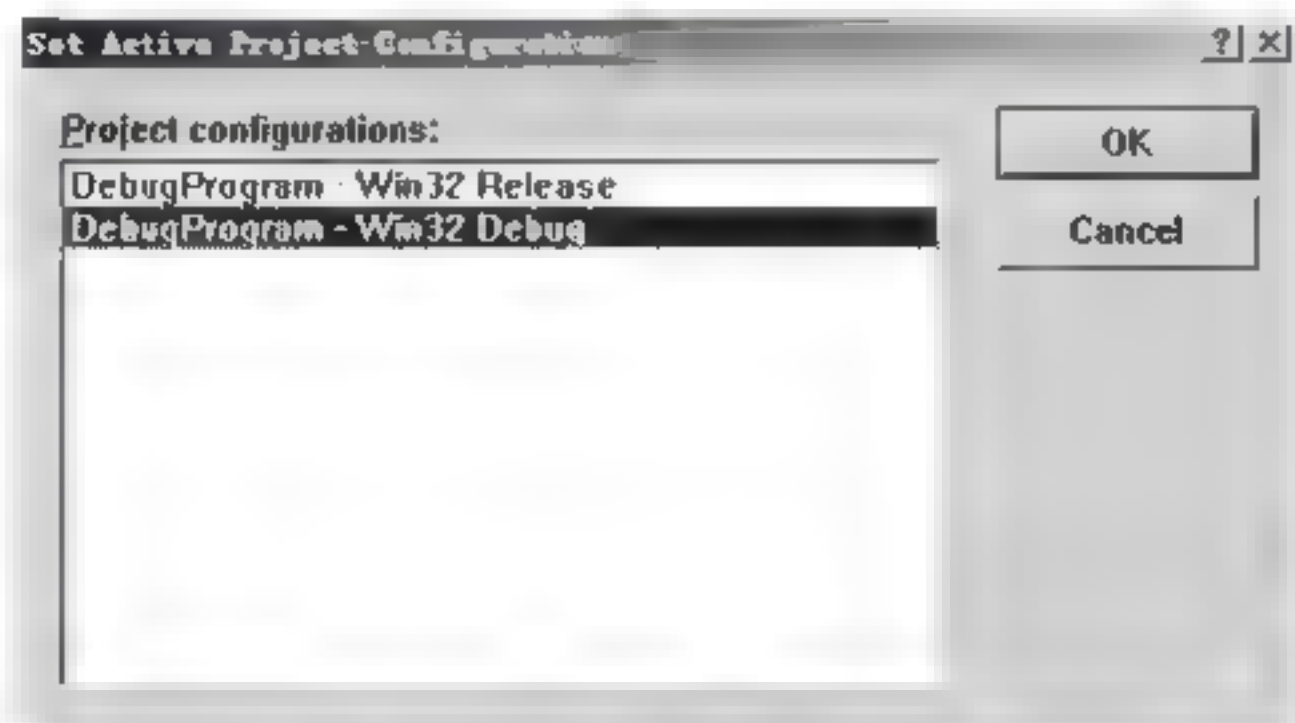 Set Active Project Configuration
? ×
Project configurations:
DebugProgram - Win32 Release
DebugProgram - Win32 Debug
OK
Cancel